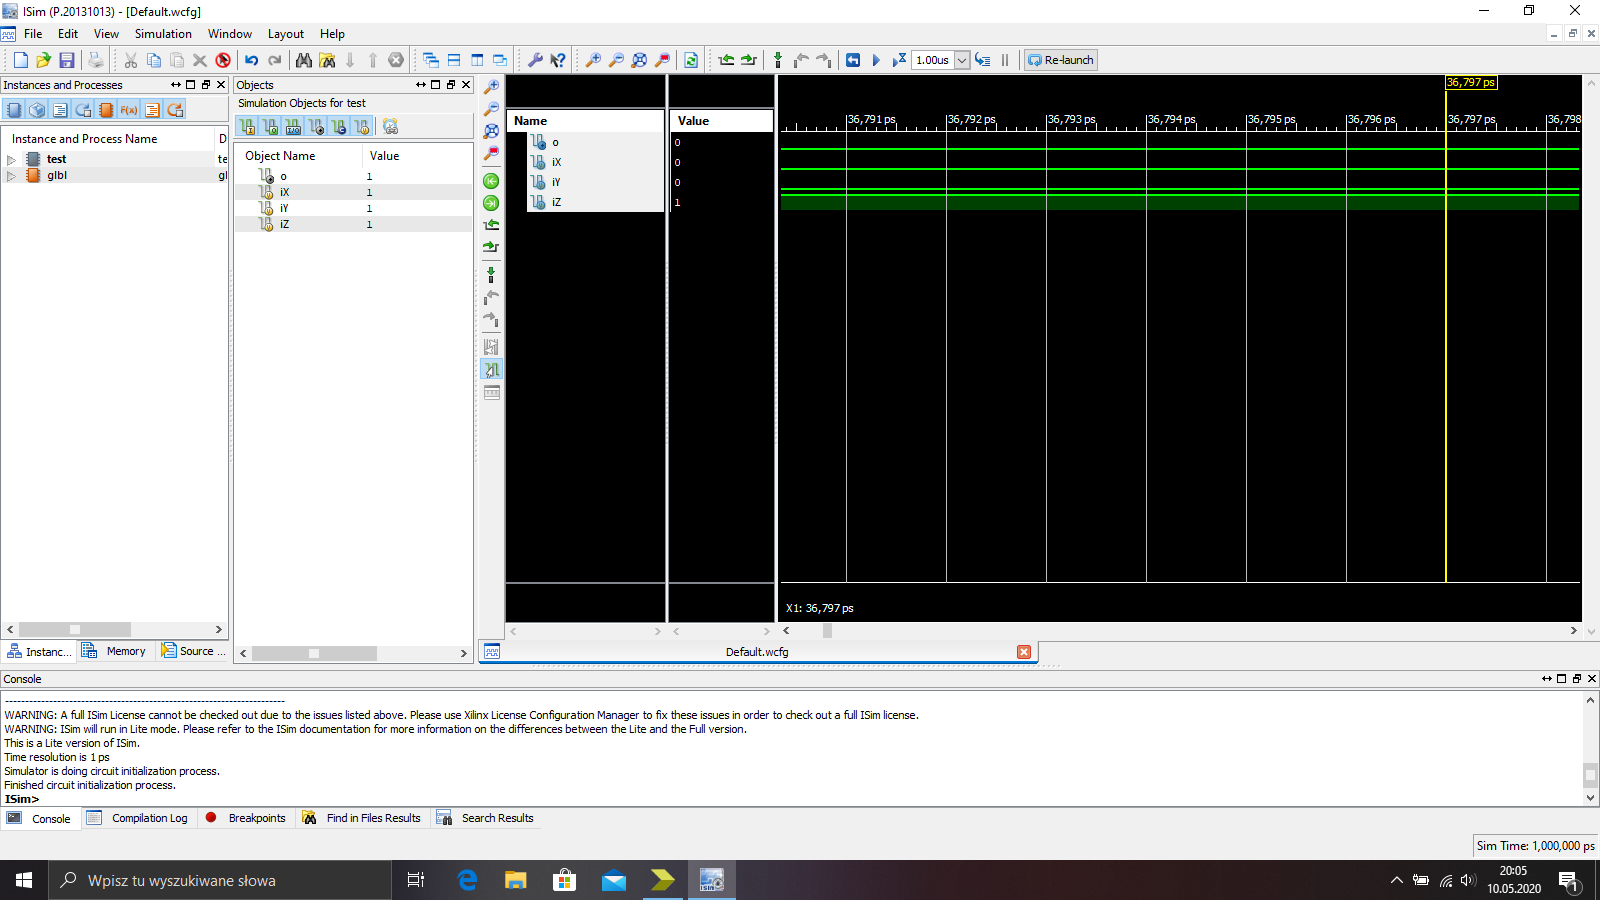 ISim (P.20131013) - [Default.wcfg]
File Edit View Simulation Window Layout Help
1.00us Re-launch
Instances and Processes
Instance and Process Name D
test te
glbl gl
Instanc... Memory Source ...
Objects
Simulation Objects for test
Object Name Value
o 1
iX 1
iY 1
iZ 1
Name Value
o 0
iX 0
iY 0
iZ 1
36,797 ps
36,791 ps 36,792 ps 36,793 ps 36,794 ps 36,795 ps 36,796 ps 36,797 ps 36,798
X1: 36,797 ps
Default.wcfg
Console
WARNING: A full ISim License cannot be checked out due to the issues listed above. Please use Xilinx License Configuration Manager to fix these issues in order to check out a full ISim license.
WARNING: ISim will run in Lite mode. Please refer to the ISim documentation for more information on the differences between the Lite and the Full version.
This is a Lite version of ISim.
Time resolution is 1 ps
Simulator is doing circuit initialization process.
Finished circuit initialization process.
ISim>
Console Compilation Log Breakpoints Find in Files Results Search Results
Sim Time: 1,000,000 ps
Wpisz tu wyszukiwane słowa
20:05
10.05.2020
1